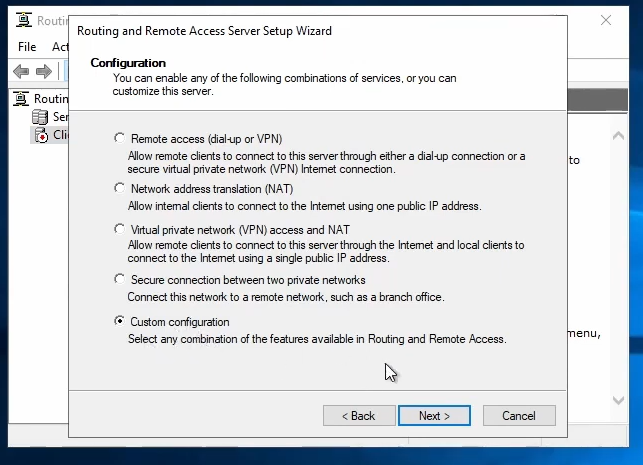 Routing and Remote Access Server Setup Wizard
File
Configuration
You can enable any of the following combinations of services, or you can
customize this server.
Remote access (dial-up or VPN)
Allow remote clients to connect to this server through either a dial-up connection or a
secure virtual private network (VPN) Internet connection.
to
Network address translation (NAT)
Allow internal clients to connect to the Internet using one public IP address.
Virtual private network (VPN) access and NAT
Allow remote clients to connect to this server through the Internet and local clients to
connect to the Internet using a single public IP address.
Secure connection between two private networks
Connect this network to a remote network, such as a branch office.
Custom configuration
Select any combination of the features available in Routing and Remote Access.
menu,
< Back
Next >
Cancel